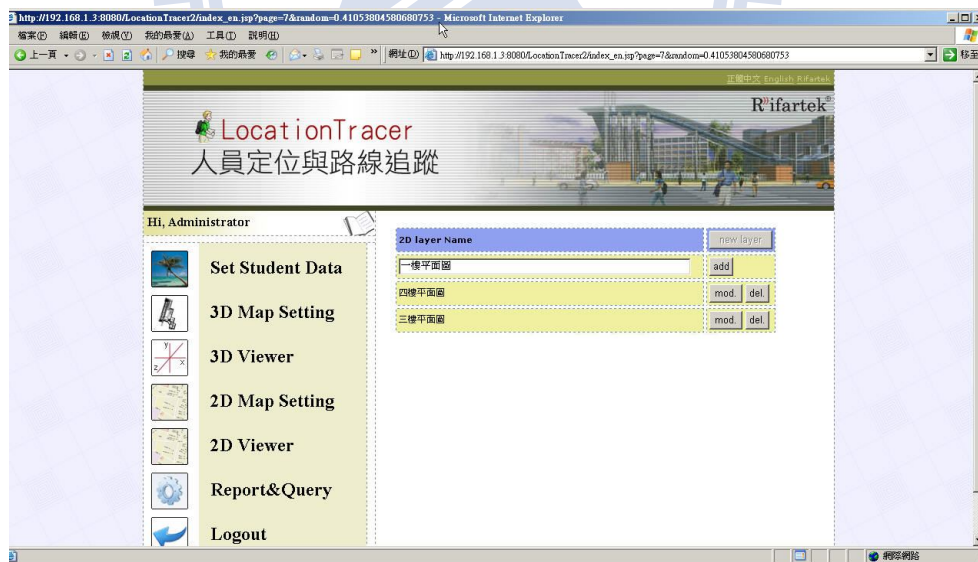 http://192.168.1.3:8080/LocationTracer2/index_en.jsp?page=7&random=0.41053804580680753 - Microsoft Internet Explorer
檔案(F) 編輯(E) 檢視(V) 我的最愛(A) 工具(T) 說明(H)
上一頁 搜尋 我的最愛 » 網址(D) http://192.168.1.3:8080/LocationTracer2/index_en.jsp?page=7&random=0.41053804580680753 移至
正體中文 English Rifartek
R"ifartek®
LocationTracer
人員定位與路線追蹤
Hi, Administrator
2D layer Name new layer
一樓平面圖 add
四樓平面圖 mod. del.
三樓平面圖 mod. del.
Set Student Data
3D Map Setting
3D Viewer
2D Map Setting
2D Viewer
Report&Query
Logout
網際網路